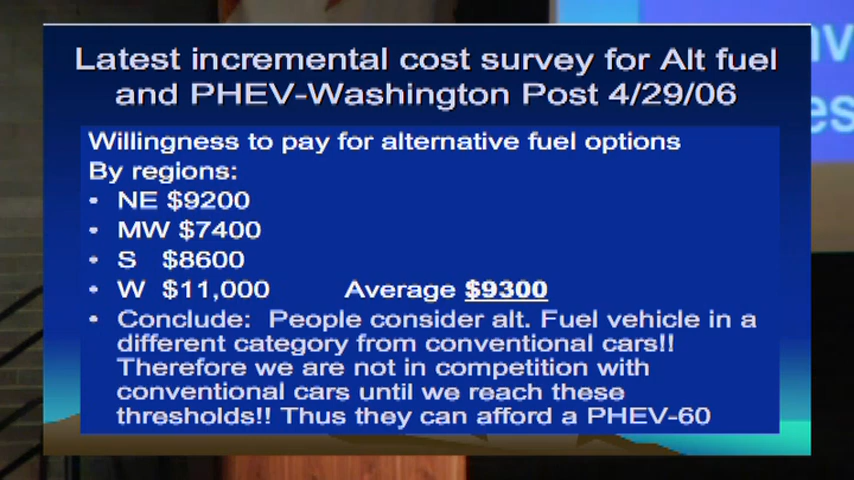 Latest incremental cost survey for Alt fuel
and PHEV-Washington Post 4/29/06
Willingness to pay for alternative fuel options
By regions:
• NE $9200
• MW $7400
• S $8600
• W $11,000 Average $9300
• Conclude: People consider alt. Fuel vehicle in a
different category from conventional cars!!
Therefore we are not in competition with
conventional cars until we reach these
thresholds!! Thus they can afford a PHEV-60